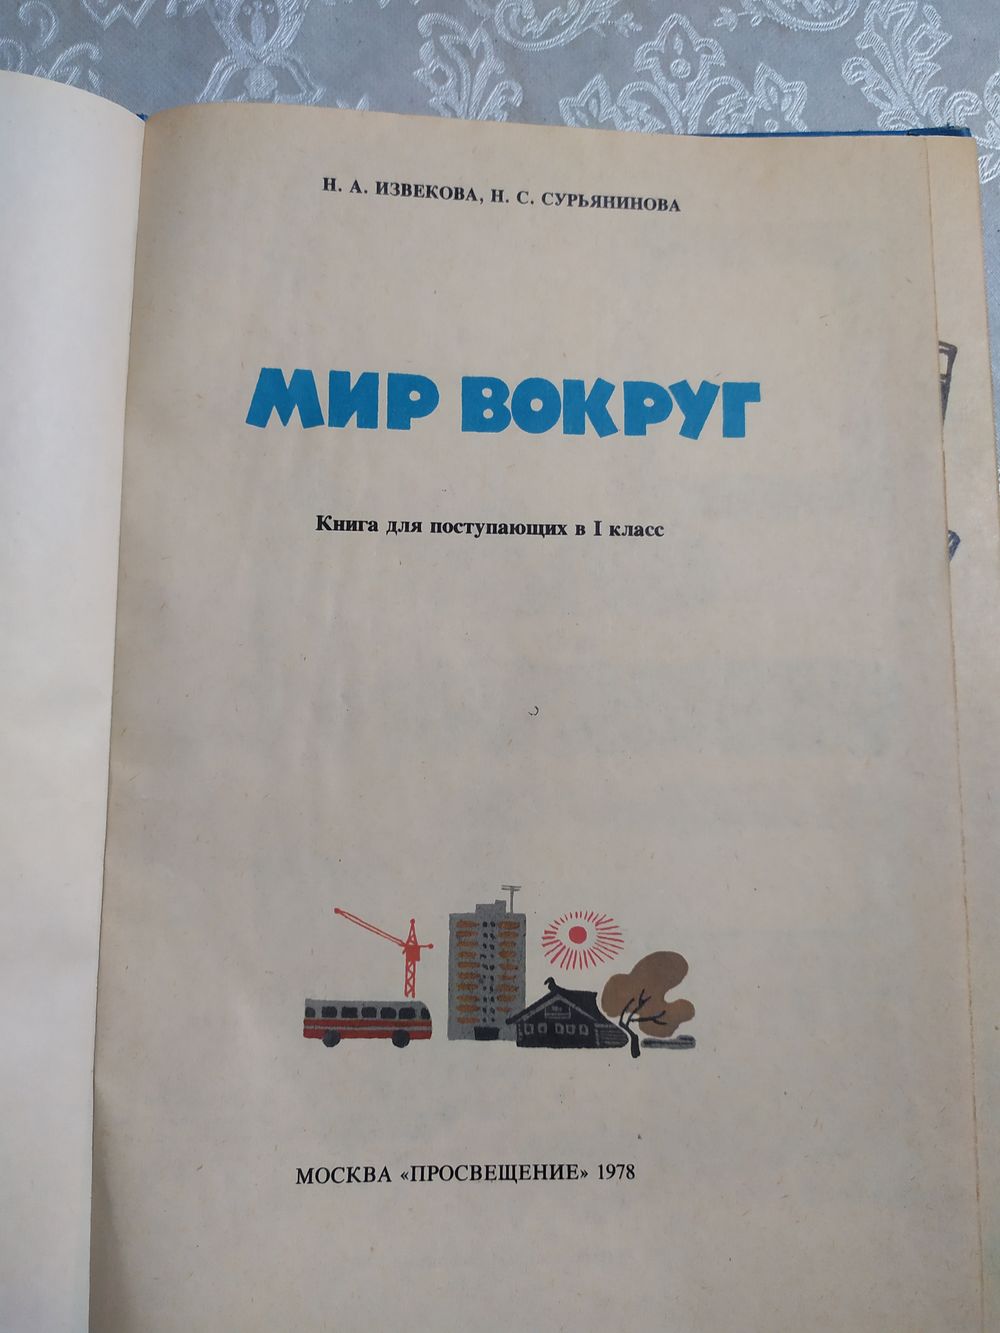 Н. А. ИЗВЕКОВА, Н. С. СУРЬЯНИНОВА
МИР ВОКРУГ
Книга для поступающих в I класс
МОСКВА «ПРОСВЕЩЕНИЕ» 1978